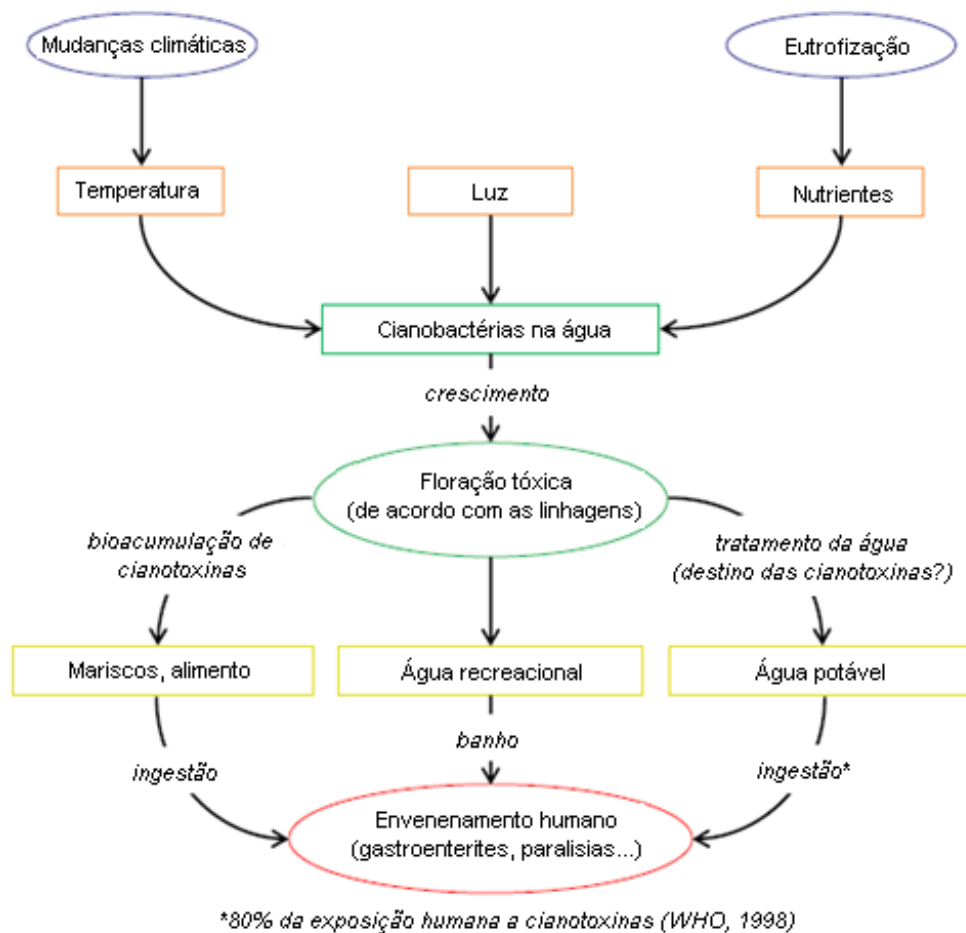 Mudanças climáticas
Eutrofização
Temperatura
Luz
Nutrientes
Cianobactérias na água
crescimento
Floração tóxica
(de acordo com as linhagens)
bioacumulação de
cianotoxinas
tratamento da água
(destino das cianotoxinas?)
Mariscos, alimento
Água recreacional
Água potável
ingestão
banho
ingestão*
Envenenamento humano
(gastroenterites, paralisias...)
*80% da exposição humana a cianotoxinas (WHO, 1998)